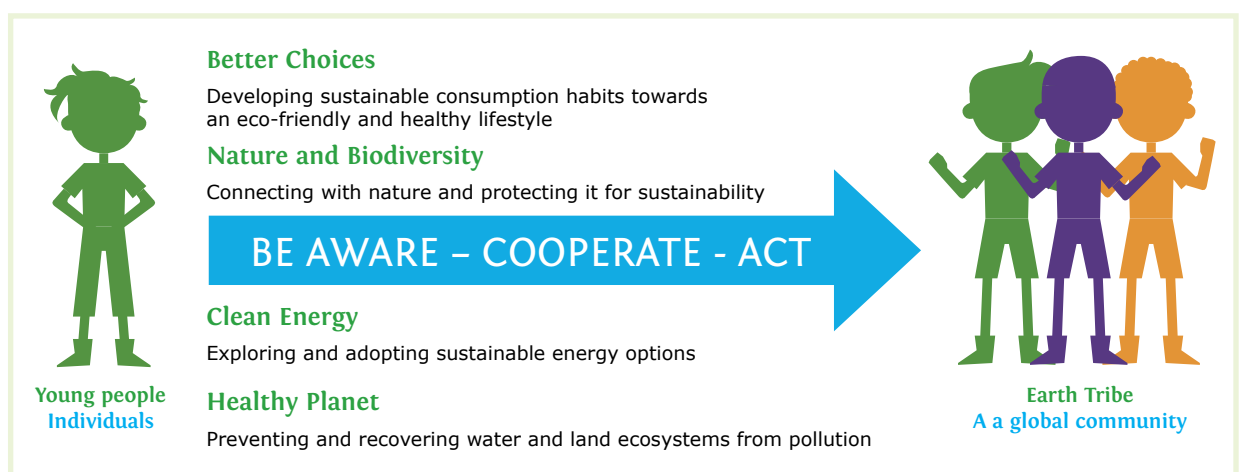 Better Choices
Developing sustainable consumption habits towards
an eco-friendly and healthy lifestyle
Nature and Biodiversity
Connecting with nature and protecting it for sustainability
BE AWARE – COOPERATE - ACT
Clean Energy
Exploring and adopting sustainable energy options
Healthy Planet
Preventing and recovering water and land ecosystems from pollution
Young people
Individuals
Earth Tribe
A a global community